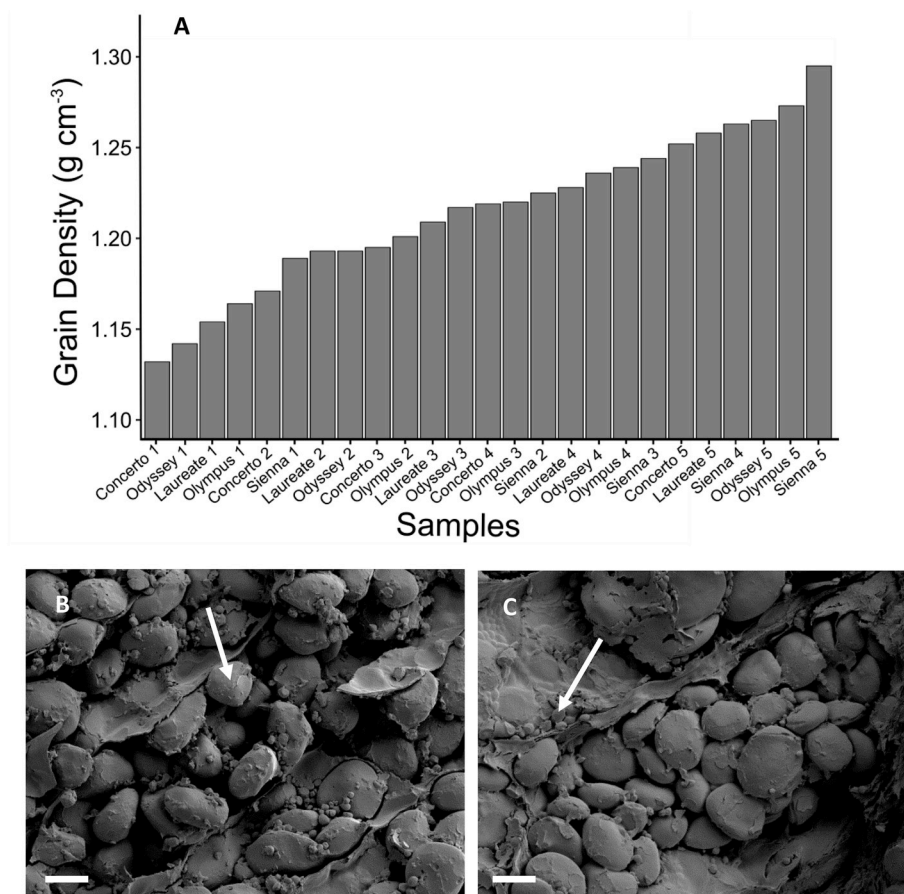 A
Grain Density (g cm⁻³)
1.30
1.25
1.20
1.15
1.10
Concerto 1
Odyssey 1
Laureate 1
Olympus 1
Concerto 2
Sienna 1
Laureate 2
Odyssey 2
Concerto 3
Olympus 2
Laureate 3
Odyssey 3
Concerto 4
Olympus 3
Sienna 2
Laureate 4
Odyssey 4
Olympus 4
Sienna 3
Concerto 5
Laureate 5
Sienna 4
Odyssey 5
Olympus 5
Sienna 5
Samples
B
C